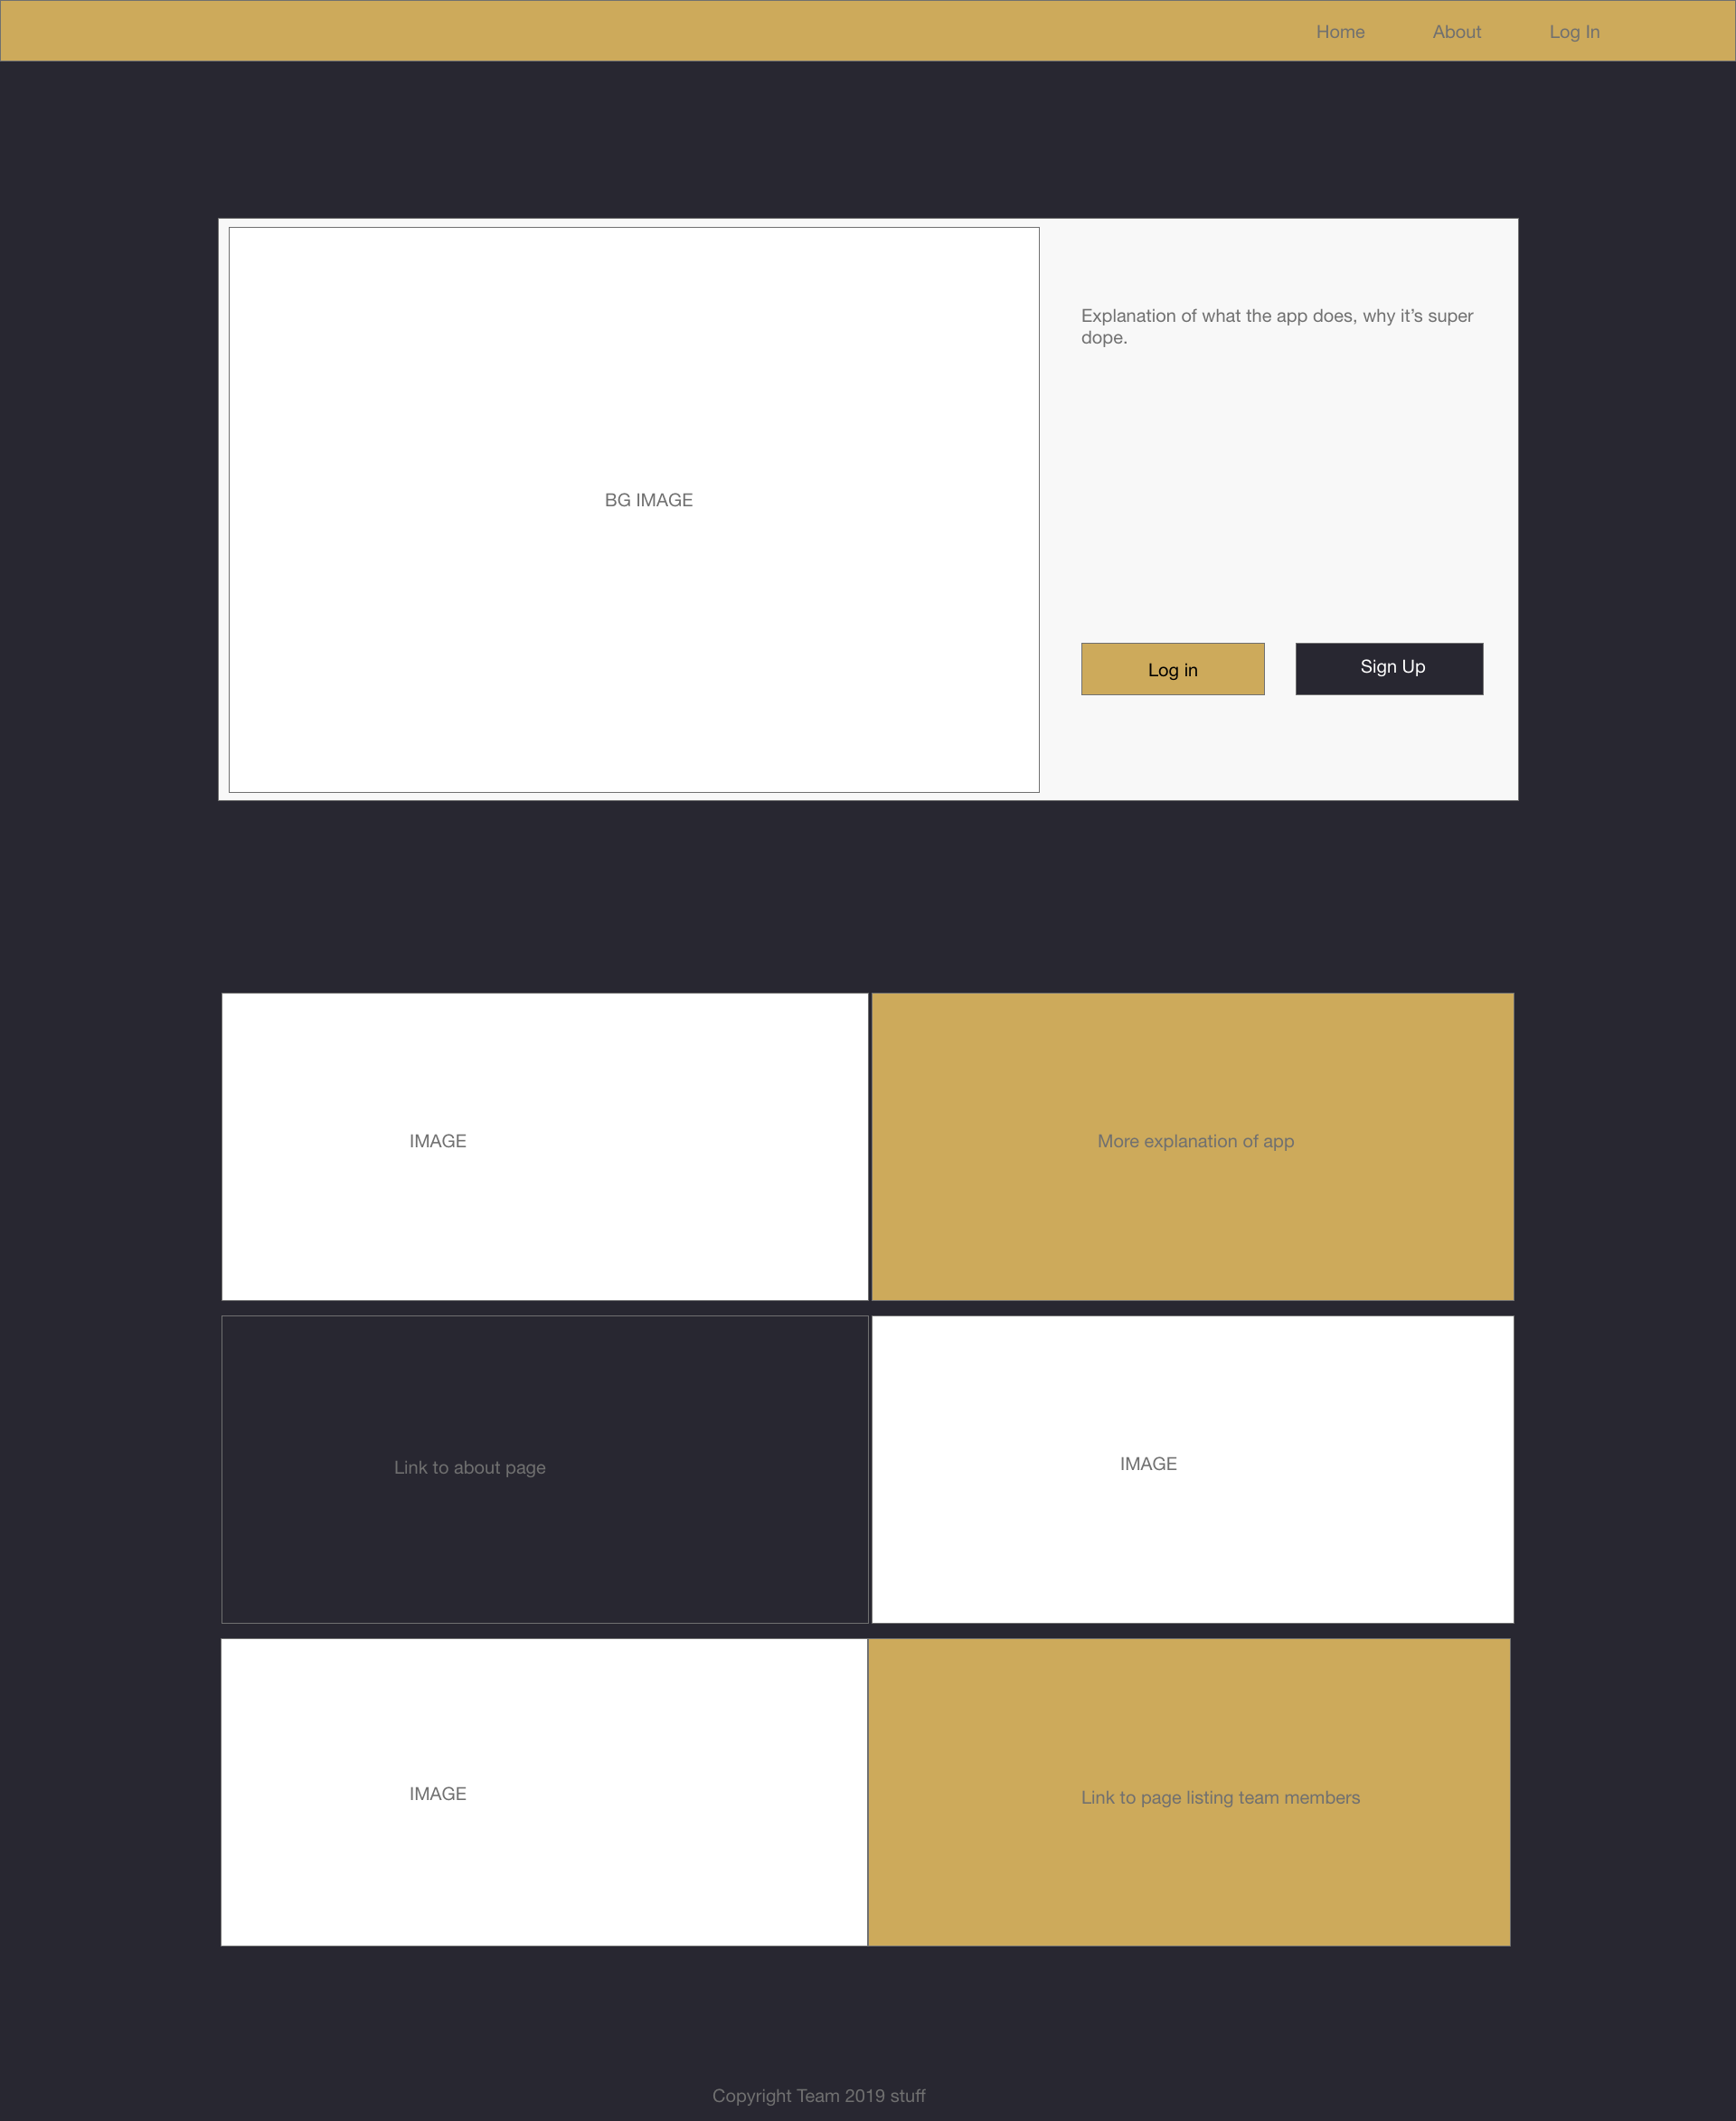 Home About Log In
Explanation of what the app does, why it’s super
dope.
BG IMAGE
Log in Sign Up
IMAGE
More explanation of app
Link to about page
IMAGE
IMAGE
Link to page listing team members
Copyright Team 2019 stuff